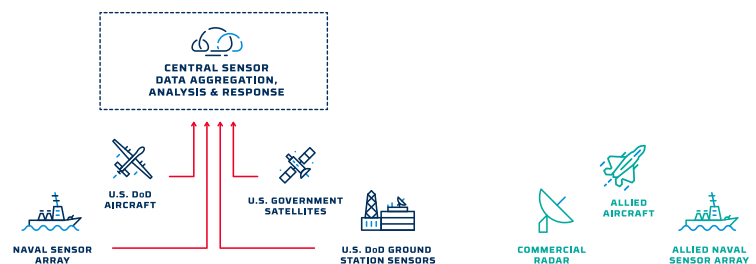 CENTRAL SENSOR
DATA AGGREGATION,
ANALYSIS & RESPONSE
U.S. DoD
AIRCRAFT
U.S. GOVERNMENT
SATELLITES
ALLIED
AIRCRAFT
NAVAL SENSOR
ARRAY
U.S. DoD GROUND
STATION SENSORS
COMMERCIAL
RADAR
ALLIED NAVAL
SENSOR ARRAY